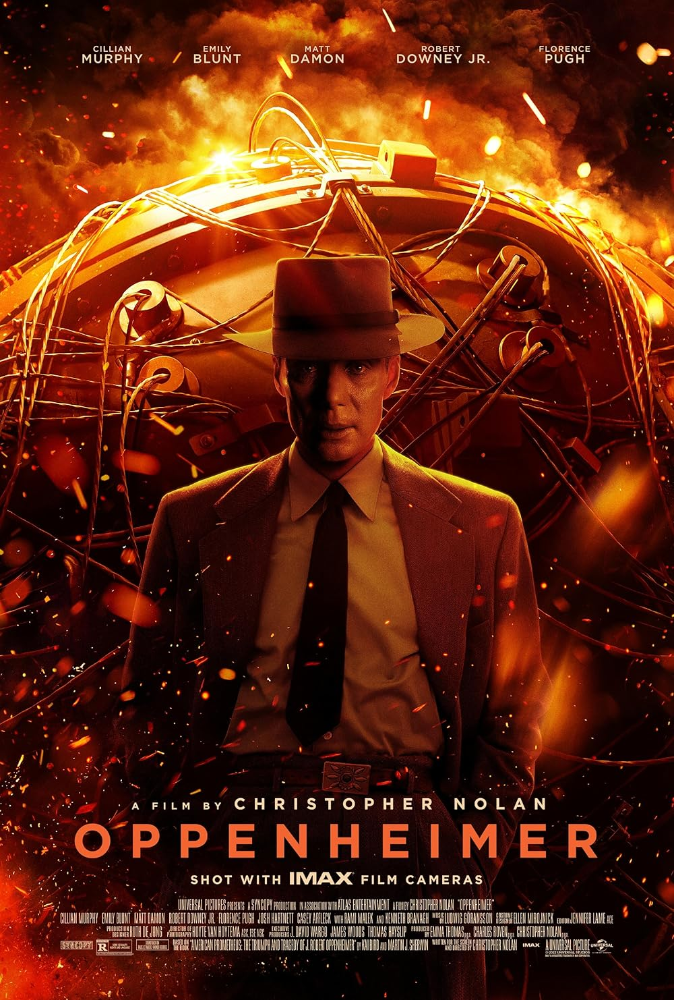 CILLIAN MURPHY
EMILY BLUNT
MATT DAMON
ROBERT DOWNEY JR.
FLORENCE PUGH
A FILM BY CHRISTOPHER NOLAN
OPPENHEIMER
SHOT WITH IMAX FILM CAMERAS
UNIVERSAL PICTURES PRESENTS A SYNCOPY PRODUCTION IN ASSOCIATION WITH ATLAS ENTERTAINMENT A FILM BY CHRISTOPHER NOLAN "OPPENHEIMER"
CILLIAN MURPHY EMILY BLUNT MATT DAMON ROBERT DOWNEY JR. FLORENCE PUGH JOSH HARTNETT CASEY AFFLECK WITH RAMI MALEK AND KENNETH BRANAGH MUSIC BY LUDWIG GÖRANSSON COSTUME DESIGNER ELLEN MIROJNICK EDITOR JENNIFER LAME ACE
PRODUCTION DESIGNER RUTH DE JONG DIRECTOR OF PHOTOGRAPHY HOYTE VAN HOYTEMA ASC, FSF, NSC EXECUTIVE PRODUCERS J. DAVID WARGO JAMES WOODS THOMAS HAYSLIP PRODUCED BY EMMA THOMAS p.g.a. CHARLES ROVEN p.g.a. CHRISTOPHER NOLAN p.g.a.
SYNCOPY R BASED ON THE BOOK "AMERICAN PROMETHEUS: THE TRIUMPH AND TRAGEDY OF J. ROBERT OPPENHEIMER" BY KAI BIRD AND MARTIN J. SHERWIN WRITTEN FOR THE SCREEN AND DIRECTED BY CHRISTOPHER NOLAN IMAX A UNIVERSAL PICTURE UNIVERSAL
© 2022 UNIVERSAL STUDIOS